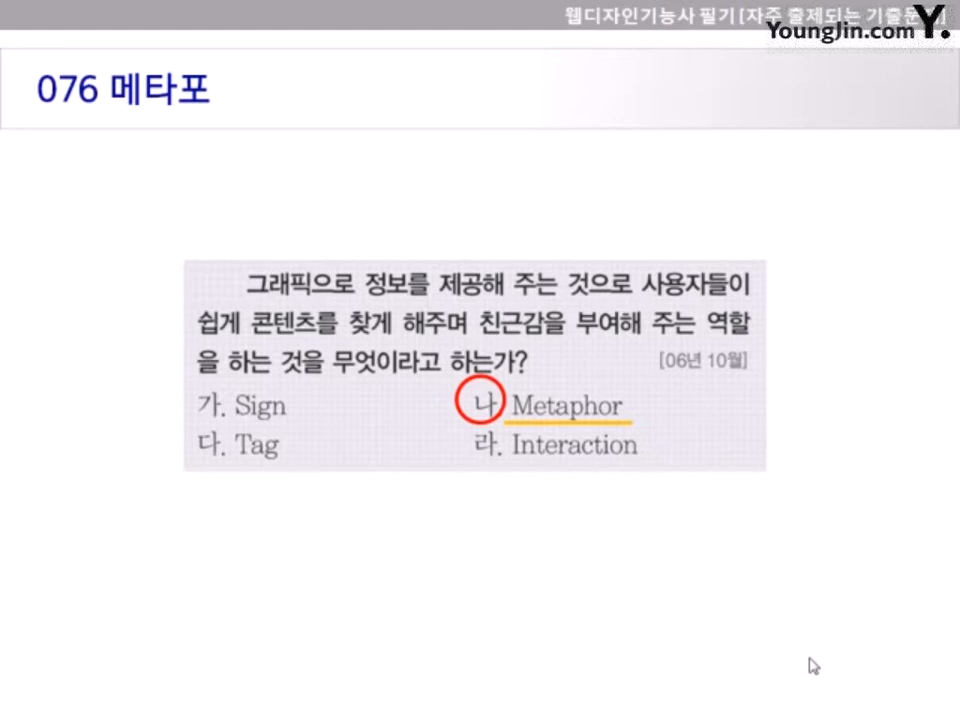 웹디자인기능사 필기 [자주 출제되는 기출문제]
YoungJin.com Y.
076 메타포
그래픽으로 정보를 제공해 주는 것으로 사용자들이
쉽게 콘텐츠를 찾게 해주며 친근감을 부여해 주는 역할
을 하는 것을 무엇이라고 하는가? [06년 10월]
가. Sign 나. Metaphor
다. Tag 라. Interaction